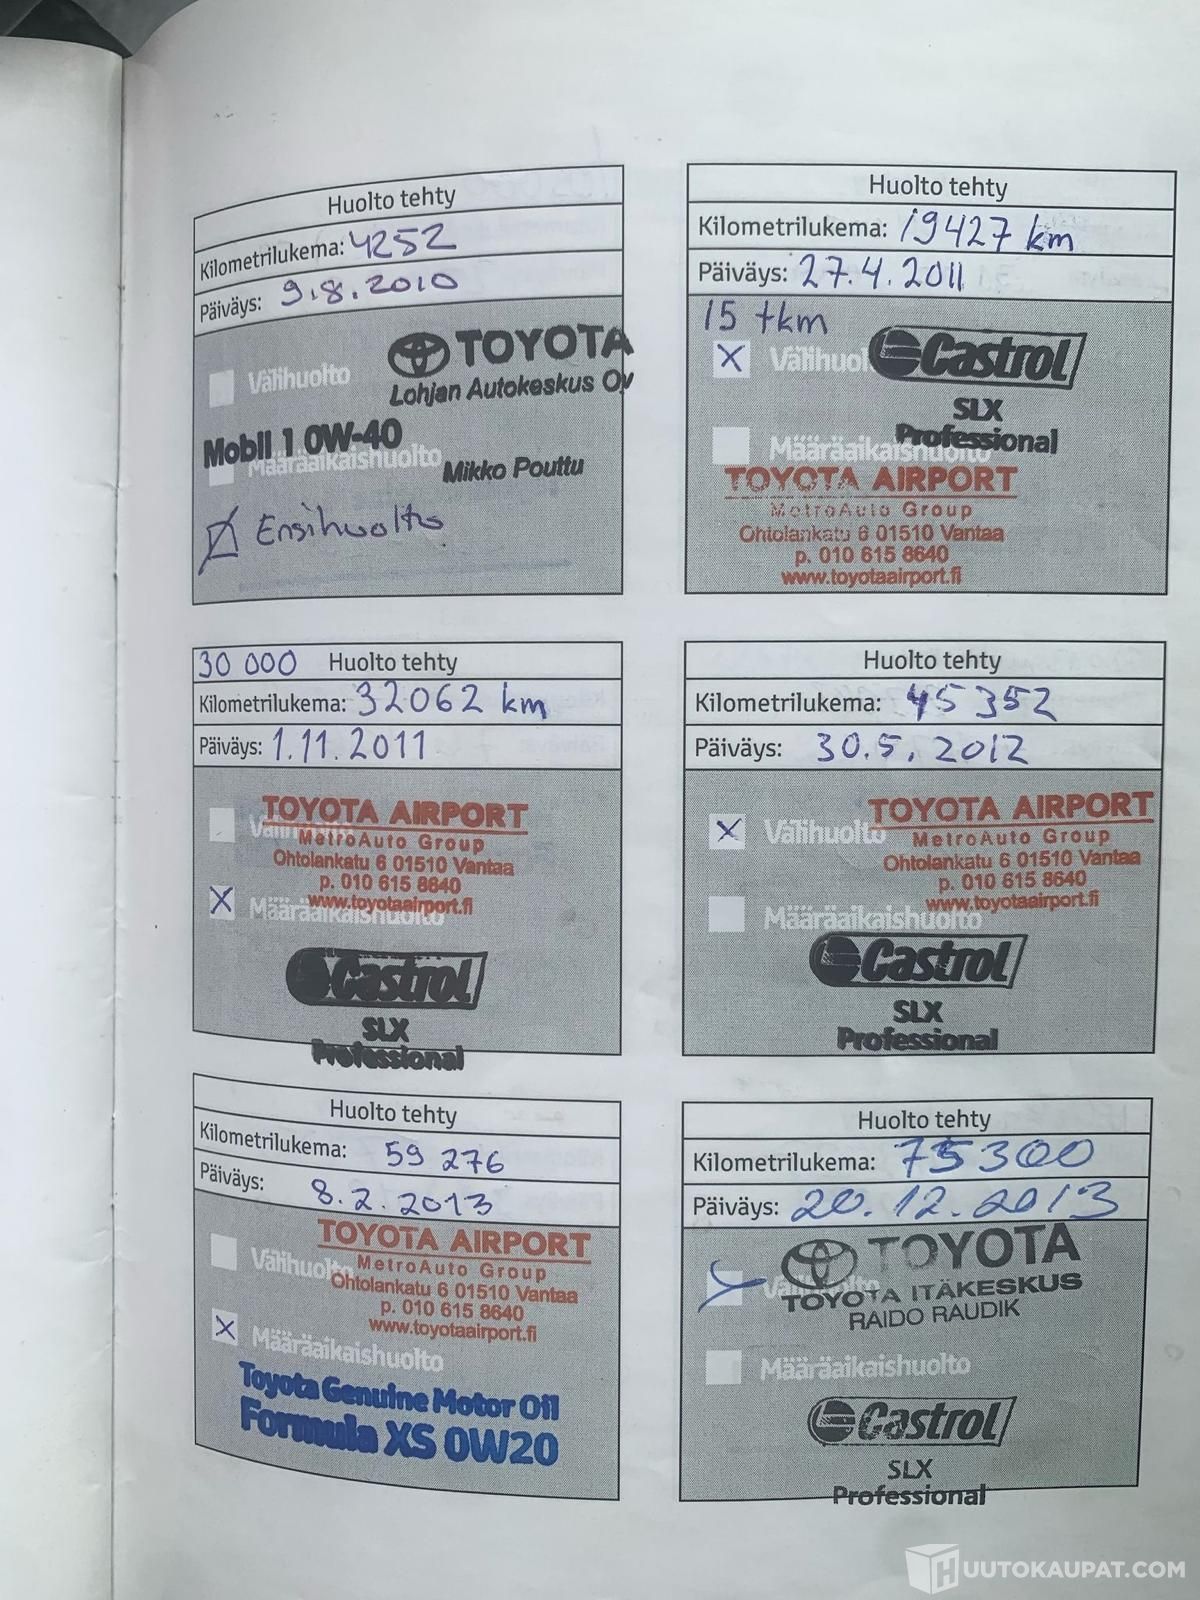 Huolto tehty
Kilometrilukema: 4252
Päiväys: 9.8.2010
Välihuolto
TOYOTA
Lohjan Autokeskus Oy
Mobil 1 0W-40
Määräaikaishuolto
Mikko Pouttu
Ensihuolto
Huolto tehty
Kilometrilukema: 19427 km
Päiväys: 27.4.2011
15 tkm
Välihuolto
Castrol
SLX
Professional
Määräaikaishuolto
TOYOTA AIRPORT
MetroAuto Group
Ohtolankatu 6 01510 Vantaa
p. 010 615 8640
www.toyotaairport.fi
30 000 Huolto tehty
Kilometrilukema: 32062 km
Päiväys: 1.11.2011
Välihuolto
TOYOTA AIRPORT
MetroAuto Group
Ohtolankatu 6 01510 Vantaa
p. 010 615 8640
www.toyotaairport.fi
Määräaikaishuolto
Castrol
SLX
Professional
Huolto tehty
Kilometrilukema: 45 352
Päiväys: 30.5.2012
Välihuolto
TOYOTA AIRPORT
MetroAuto Group
Ohtolankatu 6 01510 Vantaa
p. 010 615 8640
www.toyotaairport.fi
Määräaikaishuolto
Castrol
SLX
Professional
Huolto tehty
Kilometrilukema: 59 276
Päiväys: 8.2.2013
Välihuolto
TOYOTA AIRPORT
MetroAuto Group
Ohtolankatu 6 01510 Vantaa
p. 010 615 8640
www.toyotaairport.fi
Määräaikaishuolto
Toyota Genuine Motor Oil
Formula XS 0W20
Huolto tehty
Kilometrilukema: 75300
Päiväys: 20.12.2013
Välihuolto
TOYOTA
TOYOTA ITÄKESKUS
RAIDO RAUDIK
Määräaikaishuolto
Castrol
SLX
Professional
HUUTOKAUPAT.COM